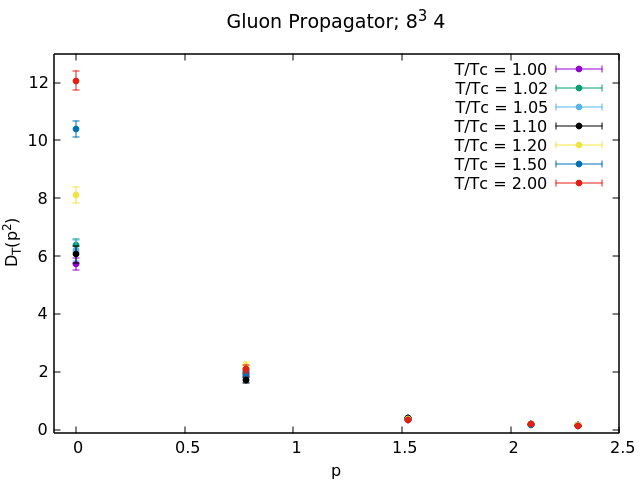 Gluon Propagator; 8³ 4
T/Tc = 1.00
T/Tc = 1.02
T/Tc = 1.05
T/Tc = 1.10
T/Tc = 1.20
T/Tc = 1.50
T/Tc = 2.00
D_T(p²)
12
10
8
6
4
2
0
0 0.5 1 1.5 2 2.5
p